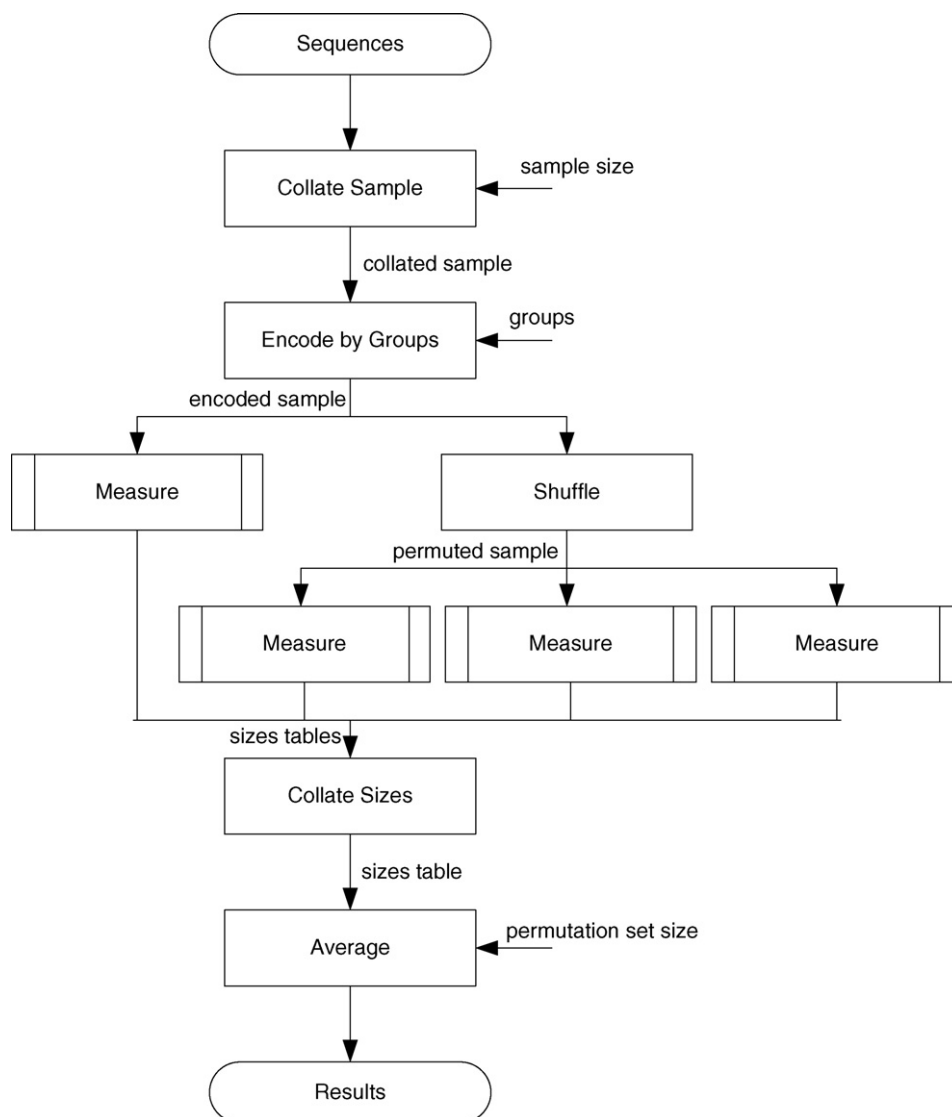 Sequences
sample size
Collate Sample
collated sample
groups
Encode by Groups
encoded sample
Measure
Shuffle
permuted sample
Measure
Measure
Measure
sizes tables
Collate Sizes
sizes table
permutation set size
Average
Results